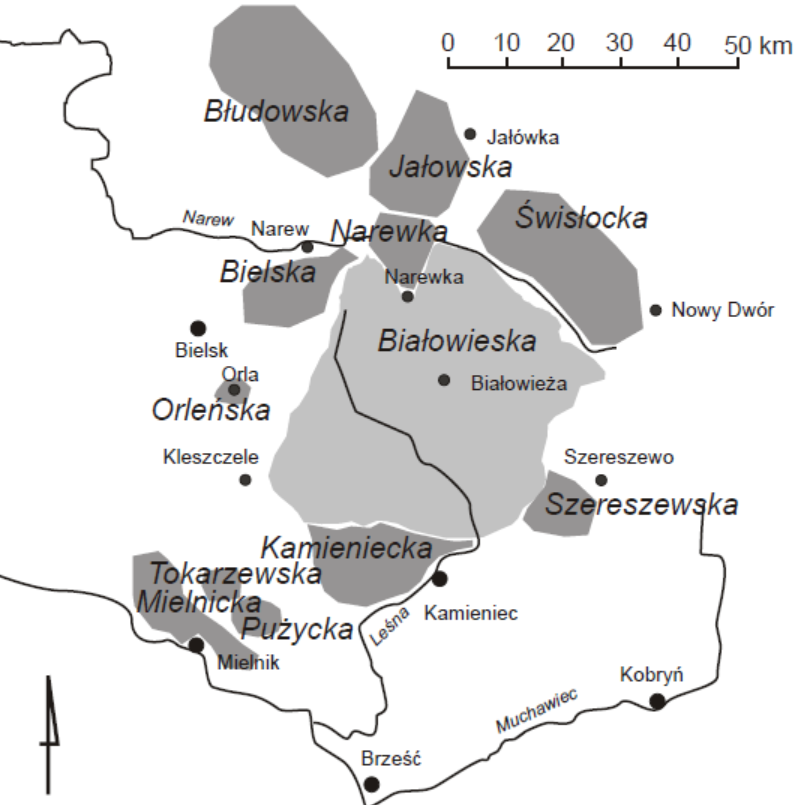 0 10 20 30 40 50 km
Błudowska
Jałówka
Jałowska
Świsłocka
Narew
Narew
Narewka
Bielska
Narewka
Nowy Dwór
Bielsk
Białowieska
Orla
Białowieża
Orleńska
Kleszczele
Szereszewo
Szereszewska
Kamieniecka
Tokarzewska
Mielnicka
Kamieniec
Pużycka
Leśna
Mielnik
Kobryń
Muchawiec
Brześć